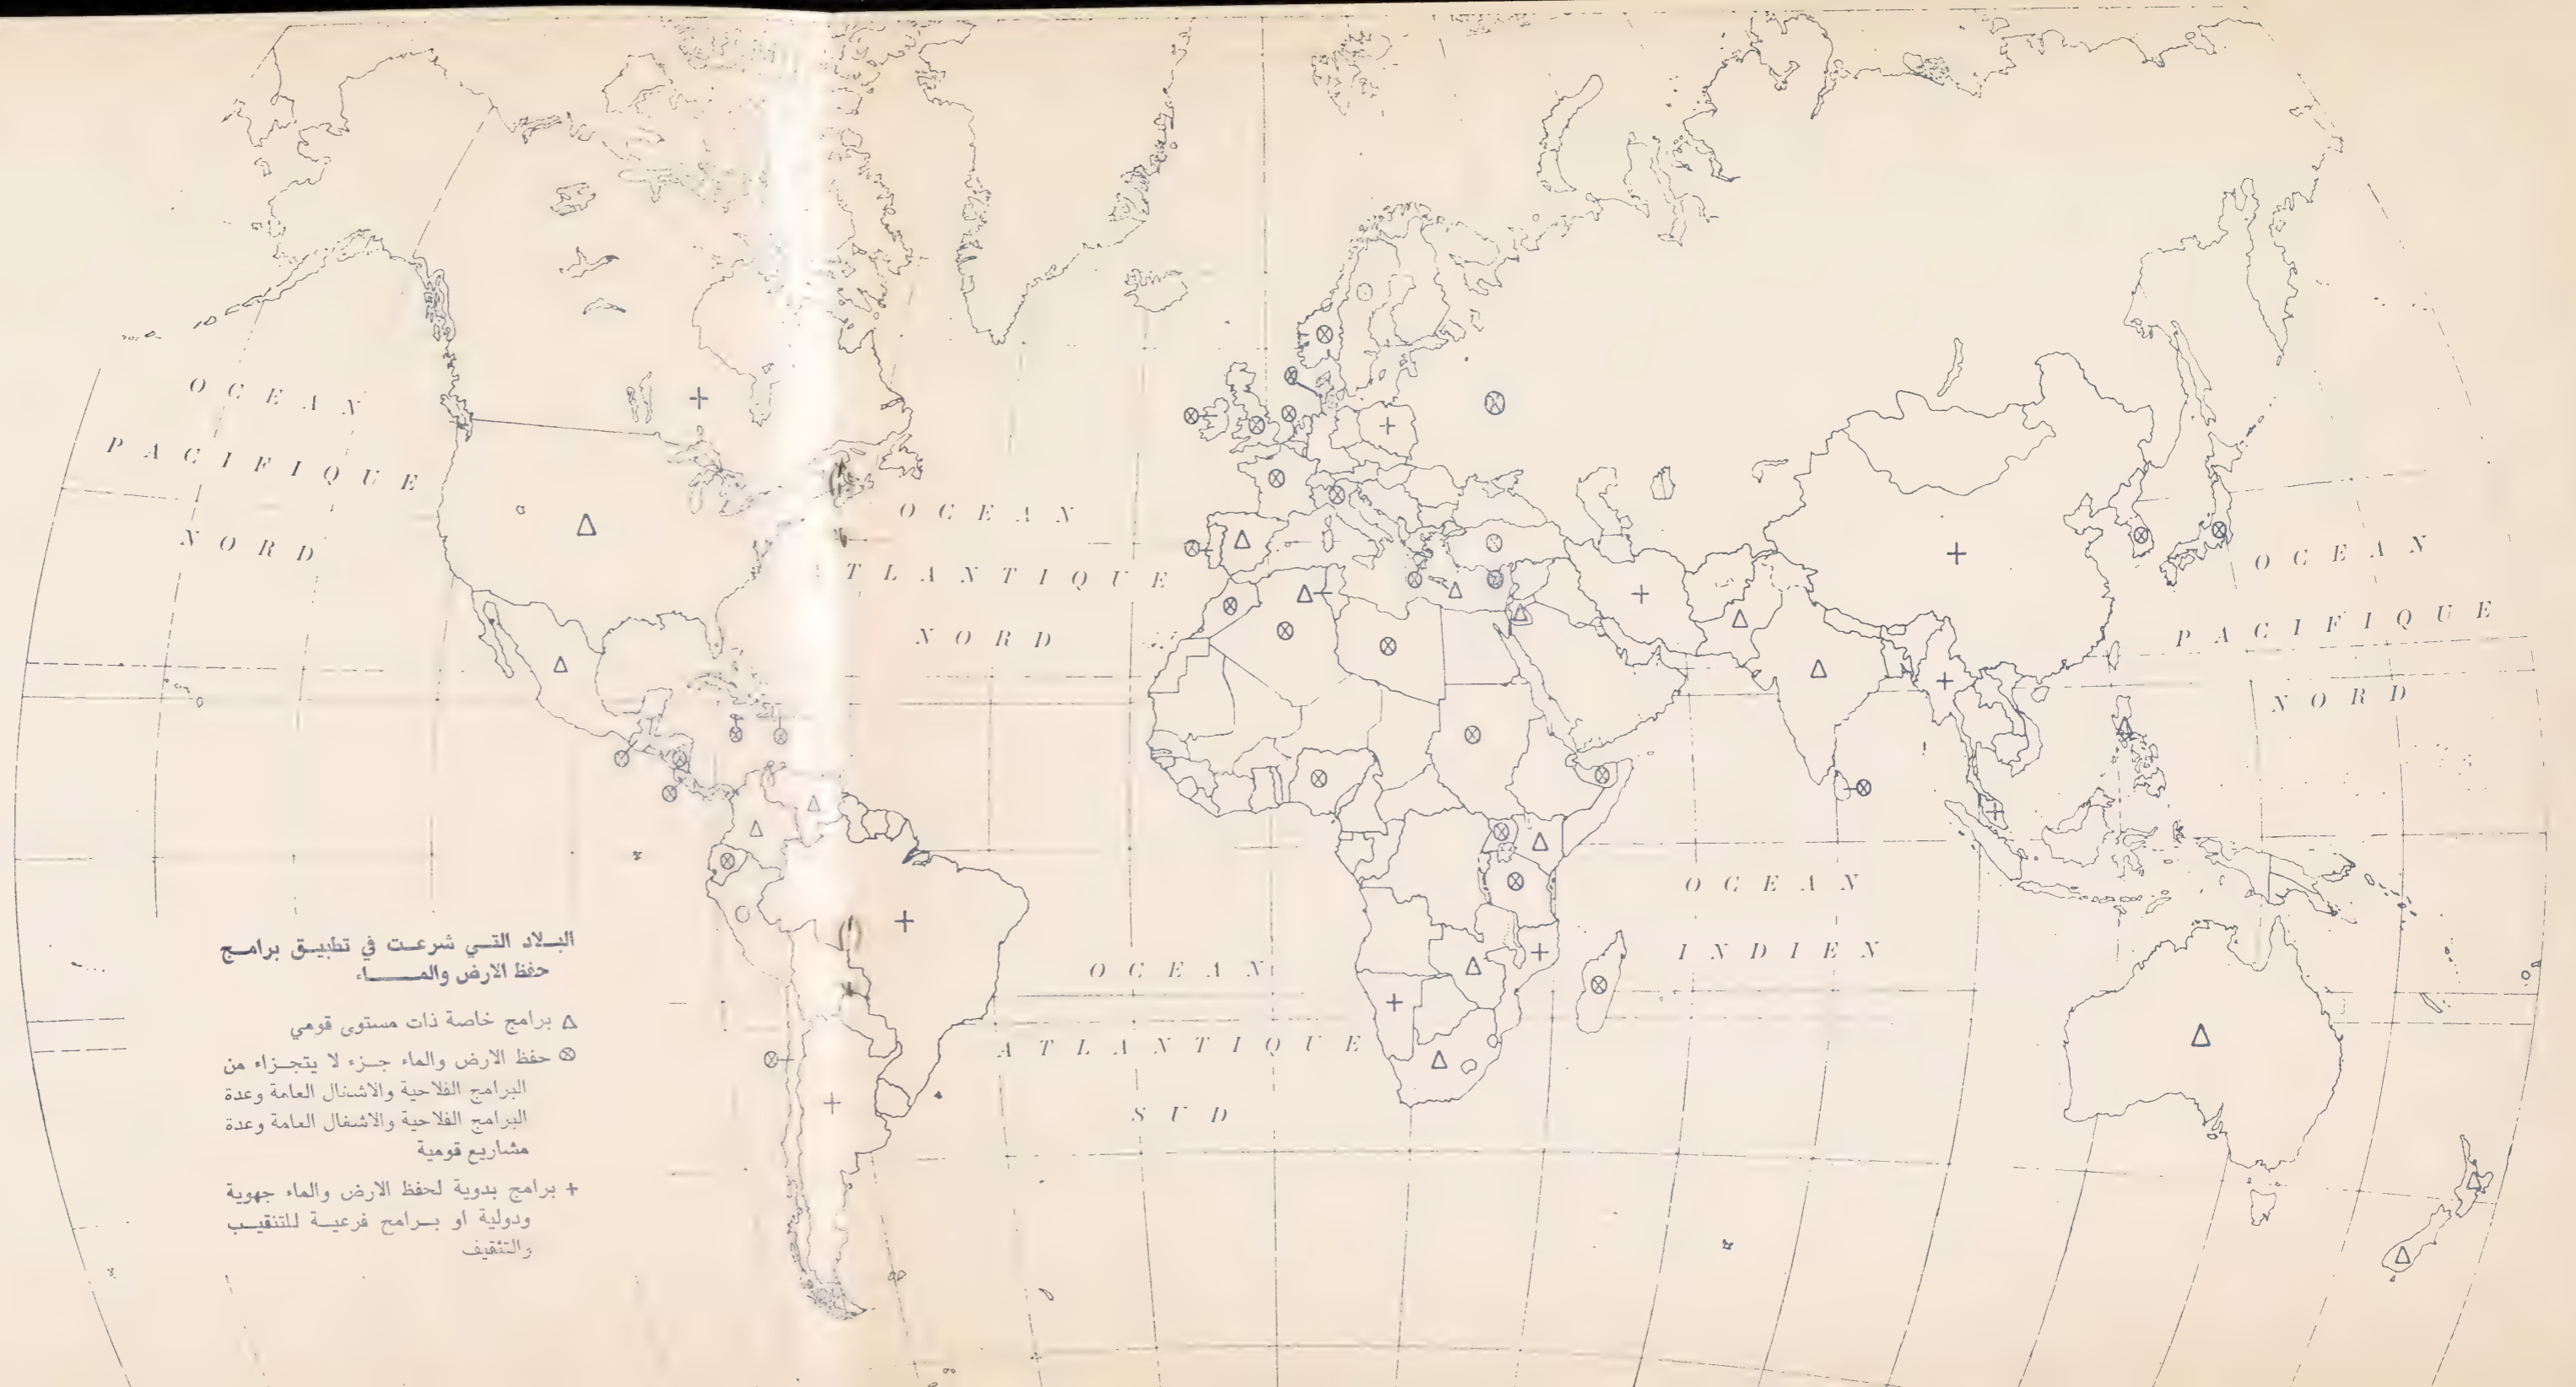 OCEAN
PACIFIQUE
NORD
OCEAN
TLANTIQUE
NORD
OCEAN
PACIFIQUE
NORD
OCEAN
INDIEN
OCEAN
ATLANTIQUE
SUD
البلاد التي شرعت في تطبيق برامج
حفظ الارض والماء
△ برامج خاصة ذات مستوى قومي
⊗ حفظ الارض والماء جزء لا يتجزاء من
البرامج الفلاحية والاشغال العامة وعدة
البرامج الفلاحية والاشغال العامة وعدة
مشاريع قومية
+ برامج بدوية لحفظ الارض والماء جهوية
ودولية او برامج فرعية للتنقيب
والتثقيف